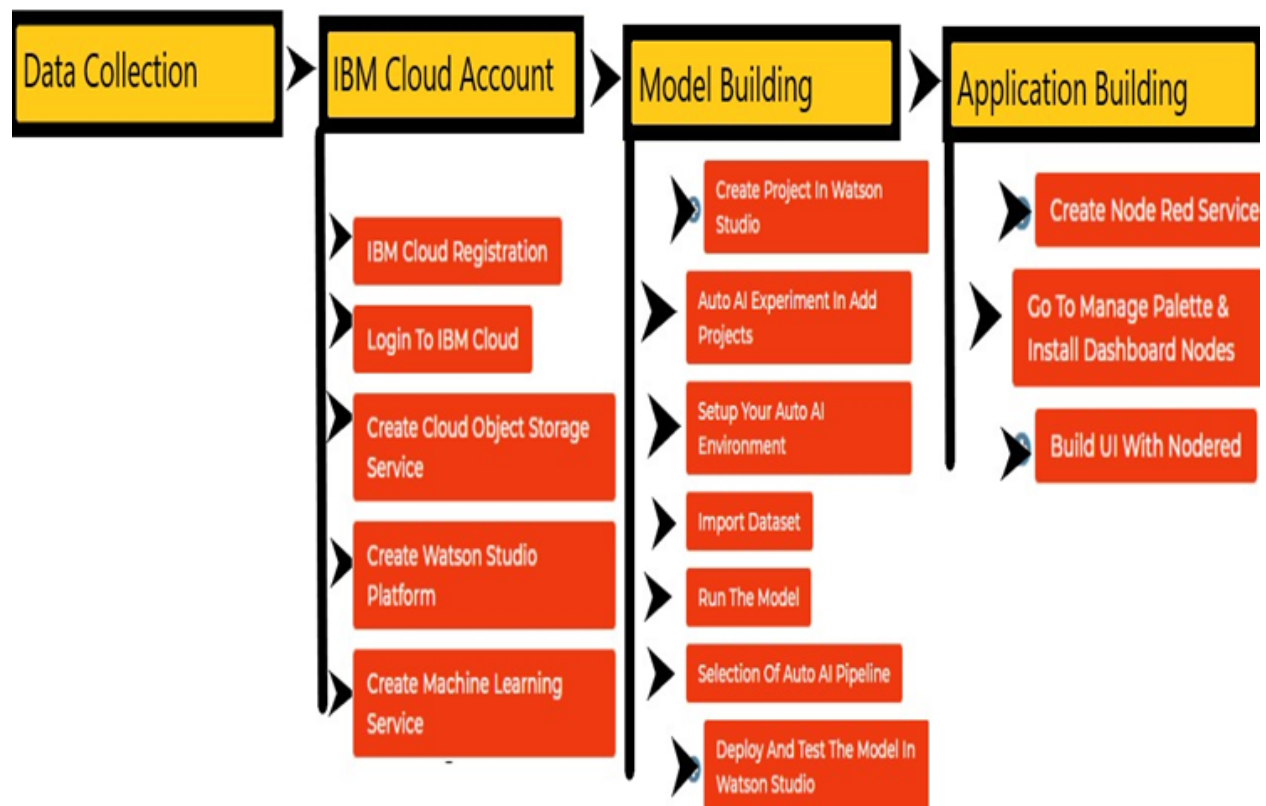 Data Collection
IBM Cloud Account
IBM Cloud Registration
Login To IBM Cloud
Create Cloud Object Storage
Service
Create Watson Studio
Platform
Create Machine Learning
Service
Model Building
Create Project In Watson
Studio
Auto AI Experiment In Add
Projects
Setup Your Auto AI
Environment
Import Dataset
Run The Model
Selection Of Auto AI Pipeline
Deploy And Test The Model In
Watson Studio
Application Building
Create Node Red Service
Go To Manage Palette &
Install Dashboard Nodes
Build UI With Nodered